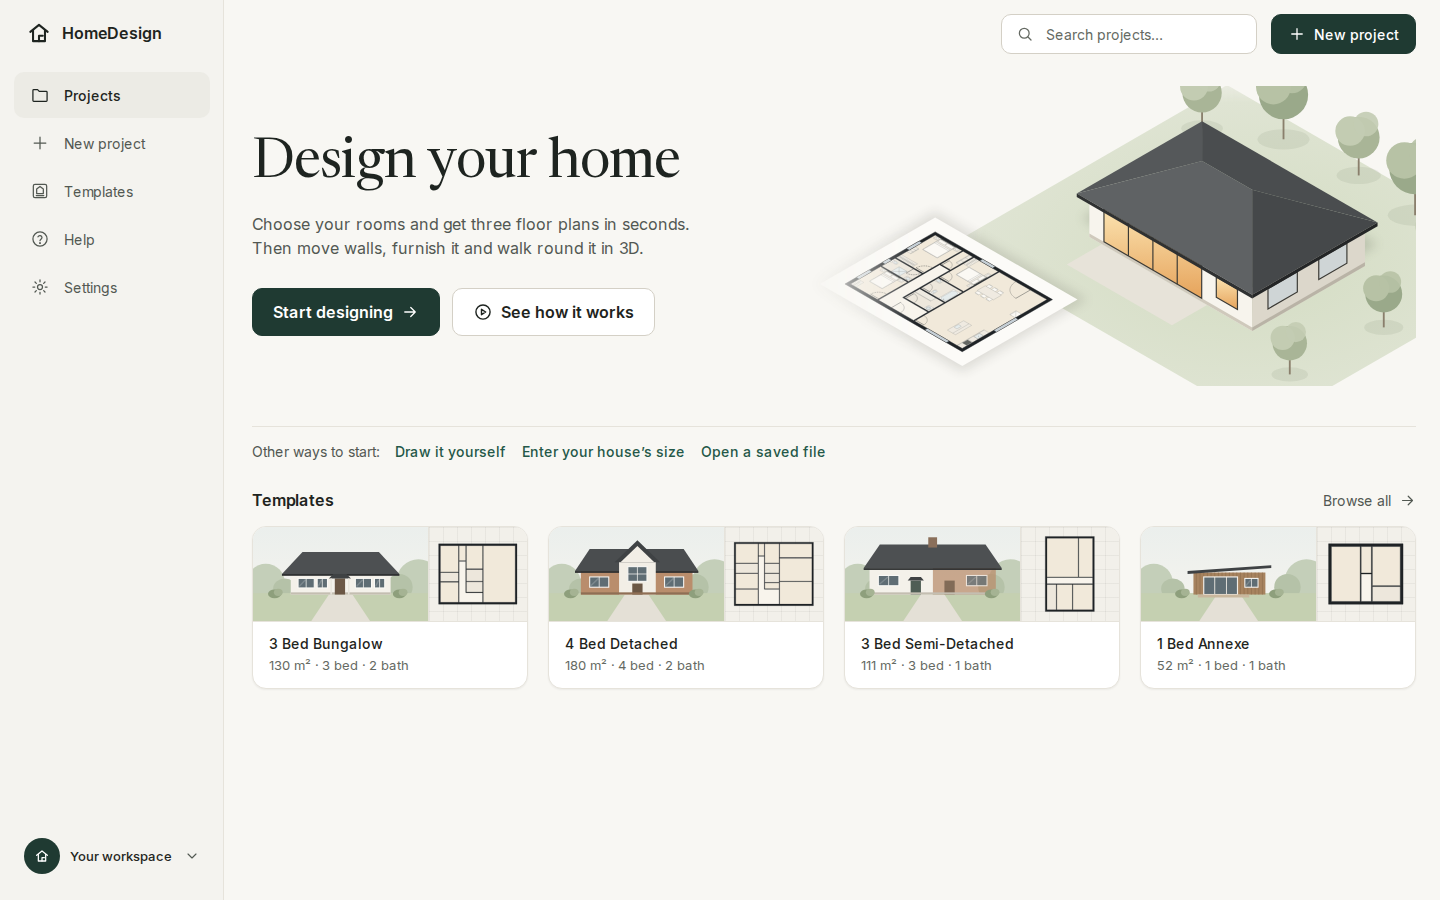 HomeDesign
Search projects...
New project
Projects
New project
Templates
Help
Settings
Design your home
Choose your rooms and get three floor plans in seconds.
Then move walls, furnish it and walk round it in 3D.
Start designing
See how it works
Other ways to start: Draw it yourself Enter your house’s size Open a saved file
Templates
Browse all
3 Bed Bungalow
130 m² · 3 bed · 2 bath
4 Bed Detached
180 m² · 4 bed · 2 bath
3 Bed Semi-Detached
111 m² · 3 bed · 1 bath
1 Bed Annexe
52 m² · 1 bed · 1 bath
Your workspace